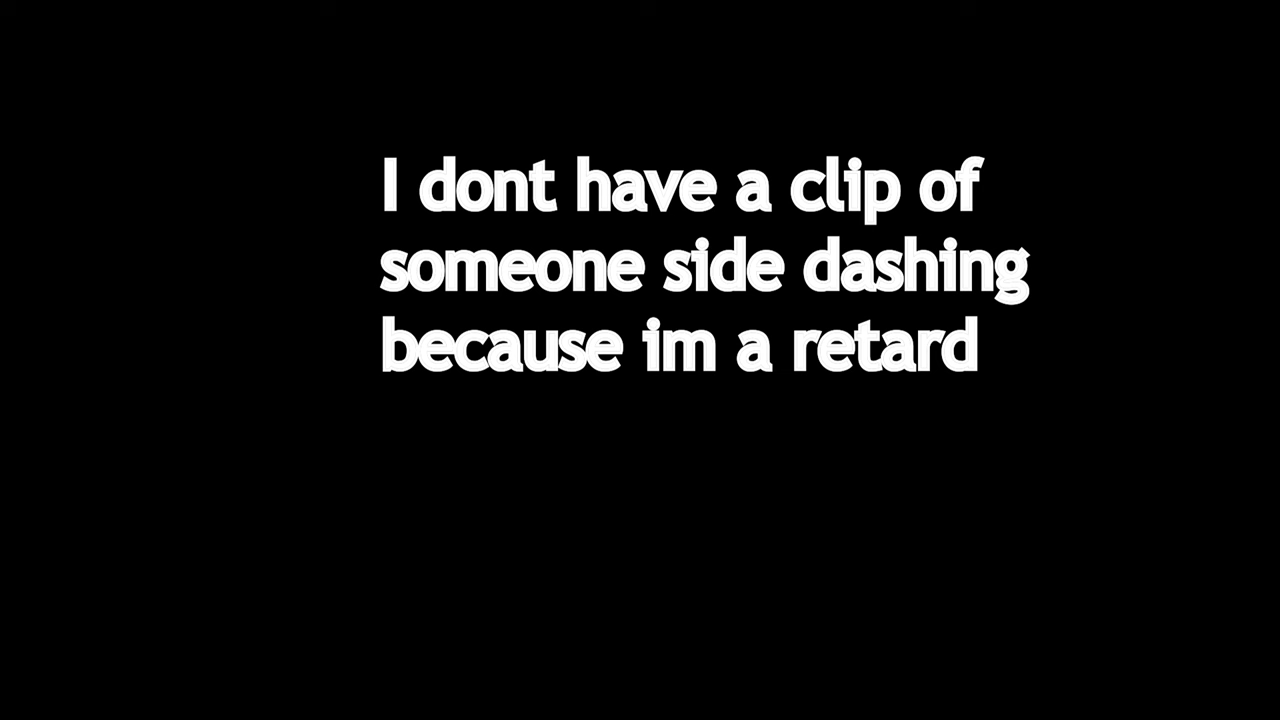 I dont have a clip of
someone side dashing
because im a retard